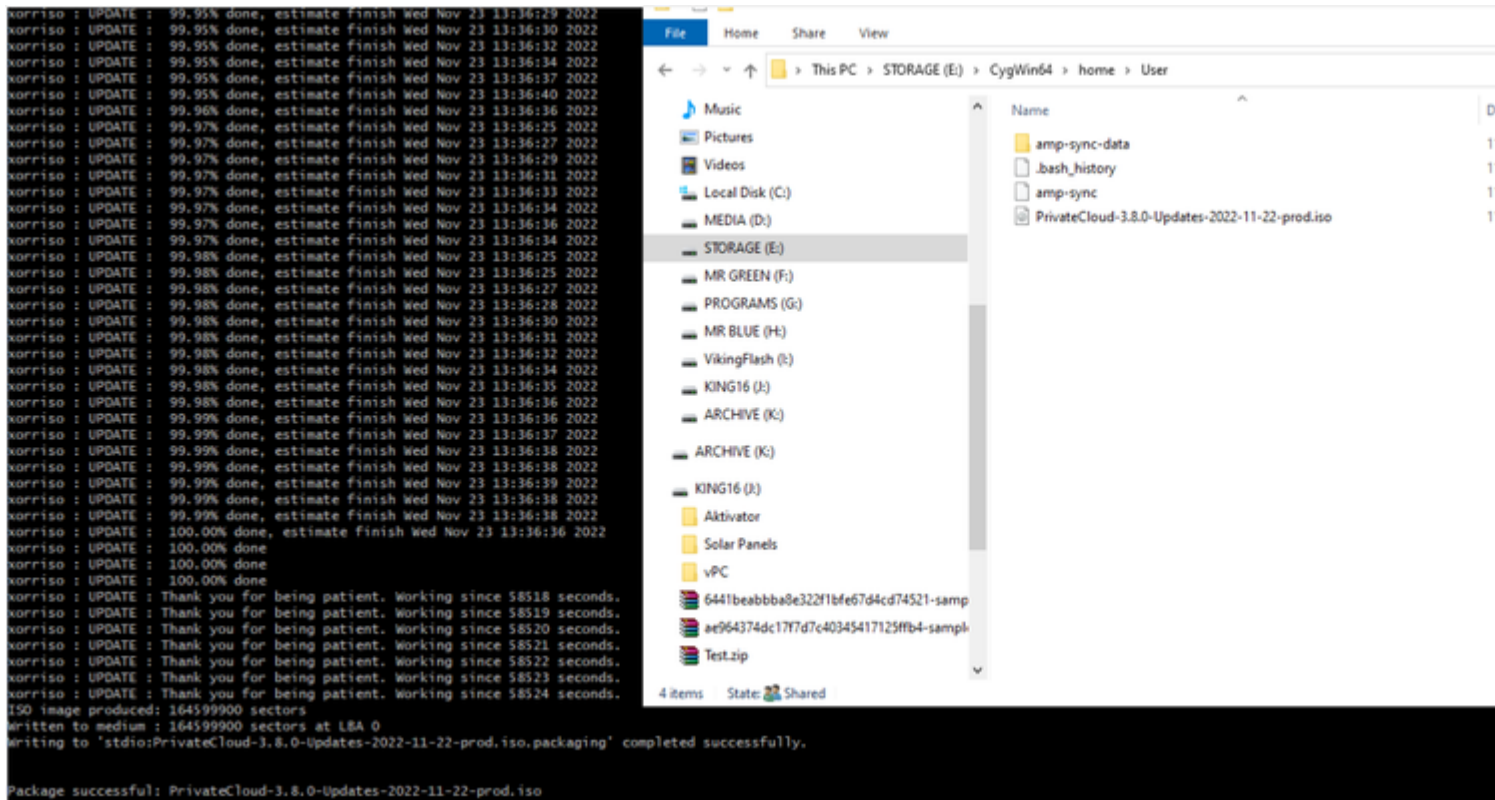 xorriso : UPDATE :  99.95% done, estimate finish Wed Nov 23 13:36:29 2022
xorriso : UPDATE :  99.95% done, estimate finish Wed Nov 23 13:36:30 2022
xorriso : UPDATE :  99.95% done, estimate finish Wed Nov 23 13:36:32 2022
xorriso : UPDATE :  99.95% done, estimate finish Wed Nov 23 13:36:34 2022
xorriso : UPDATE :  99.95% done, estimate finish Wed Nov 23 13:36:37 2022
xorriso : UPDATE :  99.95% done, estimate finish Wed Nov 23 13:36:40 2022
xorriso : UPDATE :  99.96% done, estimate finish Wed Nov 23 13:36:36 2022
xorriso : UPDATE :  99.97% done, estimate finish Wed Nov 23 13:36:25 2022
xorriso : UPDATE :  99.97% done, estimate finish Wed Nov 23 13:36:27 2022
xorriso : UPDATE :  99.97% done, estimate finish Wed Nov 23 13:36:29 2022
xorriso : UPDATE :  99.97% done, estimate finish Wed Nov 23 13:36:31 2022
xorriso : UPDATE :  99.97% done, estimate finish Wed Nov 23 13:36:33 2022
xorriso : UPDATE :  99.97% done, estimate finish Wed Nov 23 13:36:34 2022
xorriso : UPDATE :  99.97% done, estimate finish Wed Nov 23 13:36:36 2022
xorriso : UPDATE :  99.97% done, estimate finish Wed Nov 23 13:36:34 2022
xorriso : UPDATE :  99.98% done, estimate finish Wed Nov 23 13:36:25 2022
xorriso : UPDATE :  99.98% done, estimate finish Wed Nov 23 13:36:25 2022
xorriso : UPDATE :  99.98% done, estimate finish Wed Nov 23 13:36:27 2022
xorriso : UPDATE :  99.98% done, estimate finish Wed Nov 23 13:36:28 2022
xorriso : UPDATE :  99.98% done, estimate finish Wed Nov 23 13:36:30 2022
xorriso : UPDATE :  99.98% done, estimate finish Wed Nov 23 13:36:31 2022
xorriso : UPDATE :  99.98% done, estimate finish Wed Nov 23 13:36:32 2022
xorriso : UPDATE :  99.98% done, estimate finish Wed Nov 23 13:36:34 2022
xorriso : UPDATE :  99.98% done, estimate finish Wed Nov 23 13:36:35 2022
xorriso : UPDATE :  99.98% done, estimate finish Wed Nov 23 13:36:36 2022
xorriso : UPDATE :  99.99% done, estimate finish Wed Nov 23 13:36:36 2022
xorriso : UPDATE :  99.99% done, estimate finish Wed Nov 23 13:36:37 2022
xorriso : UPDATE :  99.99% done, estimate finish Wed Nov 23 13:36:38 2022
xorriso : UPDATE :  99.99% done, estimate finish Wed Nov 23 13:36:38 2022
xorriso : UPDATE :  99.99% done, estimate finish Wed Nov 23 13:36:39 2022
xorriso : UPDATE :  99.99% done, estimate finish Wed Nov 23 13:36:38 2022
xorriso : UPDATE :  99.99% done, estimate finish Wed Nov 23 13:36:38 2022
xorriso : UPDATE :  100.00% done, estimate finish Wed Nov 23 13:36:36 2022
xorriso : UPDATE :  100.00% done
xorriso : UPDATE :  100.00% done
xorriso : UPDATE :  100.00% done
xorriso : UPDATE : Thank you for being patient. Working since 58518 seconds.
xorriso : UPDATE : Thank you for being patient. Working since 58519 seconds.
xorriso : UPDATE : Thank you for being patient. Working since 58520 seconds.
xorriso : UPDATE : Thank you for being patient. Working since 58521 seconds.
xorriso : UPDATE : Thank you for being patient. Working since 58522 seconds.
xorriso : UPDATE : Thank you for being patient. Working since 58523 seconds.
xorriso : UPDATE : Thank you for being patient. Working since 58524 seconds.
ISO image produced: 164599900 sectors
Written to medium : 164599900 sectors at LBA 0
Writing to 'stdio:PrivateCloud-3.8.0-Updates-2022-11-22-prod.iso.packaging' completed successfully.
Package successful: PrivateCloud-3.8.0-Updates-2022-11-22-prod.iso
File Home Share View
This PC > STORAGE (E:) > CygWin64 > home > User
Music
Pictures
Videos
Local Disk (C:)
MEDIA (D:)
STORAGE (E:)
MR GREEN (F:)
PROGRAMS (G:)
MR BLUE (H:)
VikingFlash (I:)
KING16 (J:)
ARCHIVE (K:)
ARCHIVE (K:)
KING16 (J:)
Aktivator
Solar Panels
vPC
6441beabbba8e322f1bfe67d4cd74521-samp
ae964374dc17f7d7c40345417125ffb4-sample
Test.zip
Name D
amp-sync-data 1
.bash_history 1
amp-sync 1
PrivateCloud-3.8.0-Updates-2022-11-22-prod.iso 1
4 items State: Shared